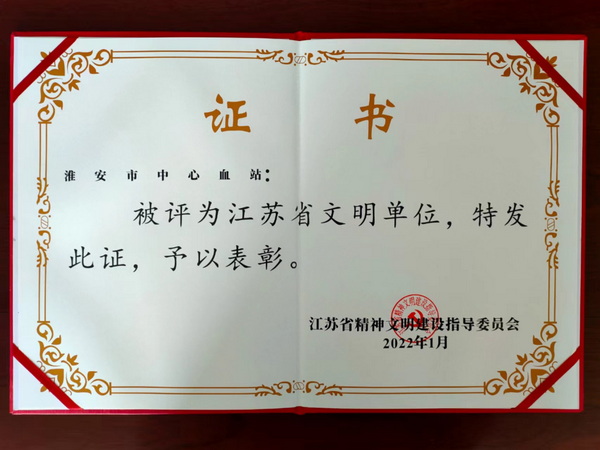 证书
淮安市中心血站：
被评为江苏省文明单位，特发
此证，予以表彰。
江苏省精神文明建设指导委员会
2022年1月